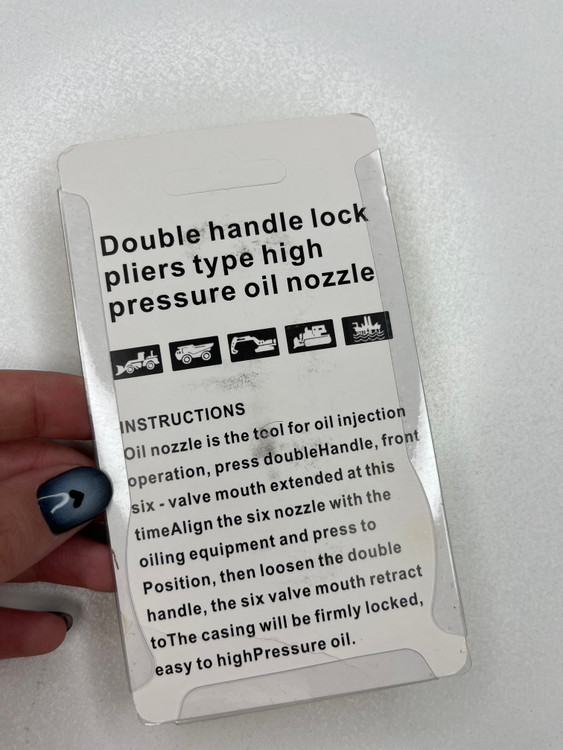 Double handle lock
pliers type high
pressure oil nozzle
INSTRUCTIONS
Oil nozzle is the tool for oil injection
operation, press doubleHandle, front
six - valve mouth extended at this
timeAlign the six nozzle with the
oiling equipment and press to
Position, then loosen the double
handle, the six valve mouth retract
toThe casing will be firmly locked,
easy to highPressure oil.